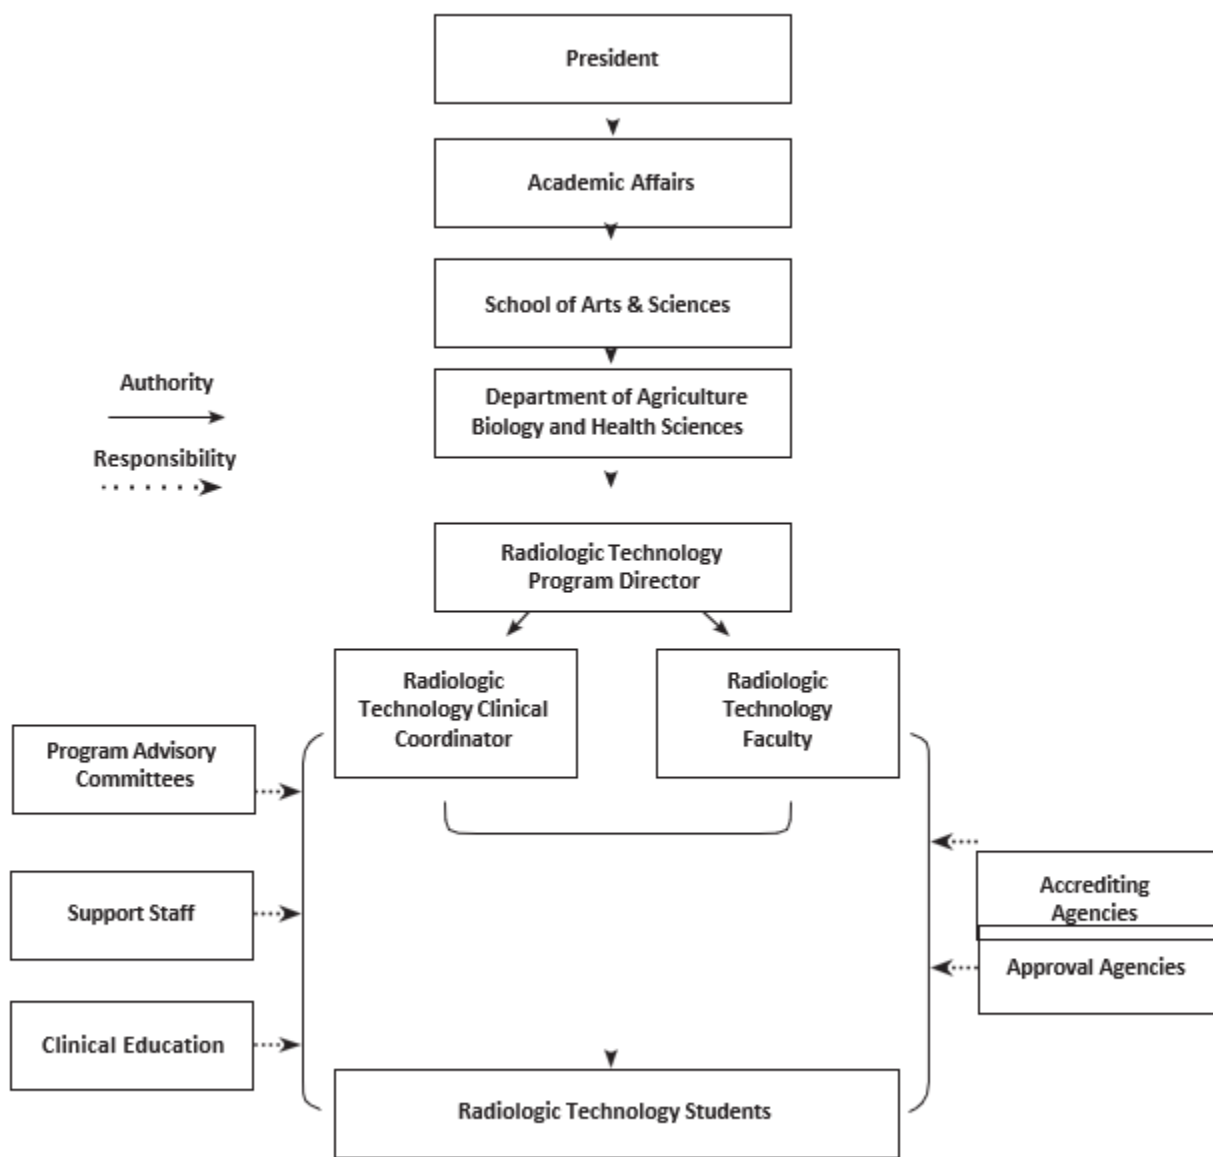 President
Academic Affairs
School of Arts & Sciences
Authority
Department of Agriculture
Biology and Health Sciences
Responsibility
Radiologic Technology
Program Director
Radiologic
Technology Clinical
Coordinator
Radiologic
Technology
Faculty
Program Advisory
Committees
Support Staff
Accrediting
Agencies
Approval Agencies
Clinical Education
Radiologic Technology Students